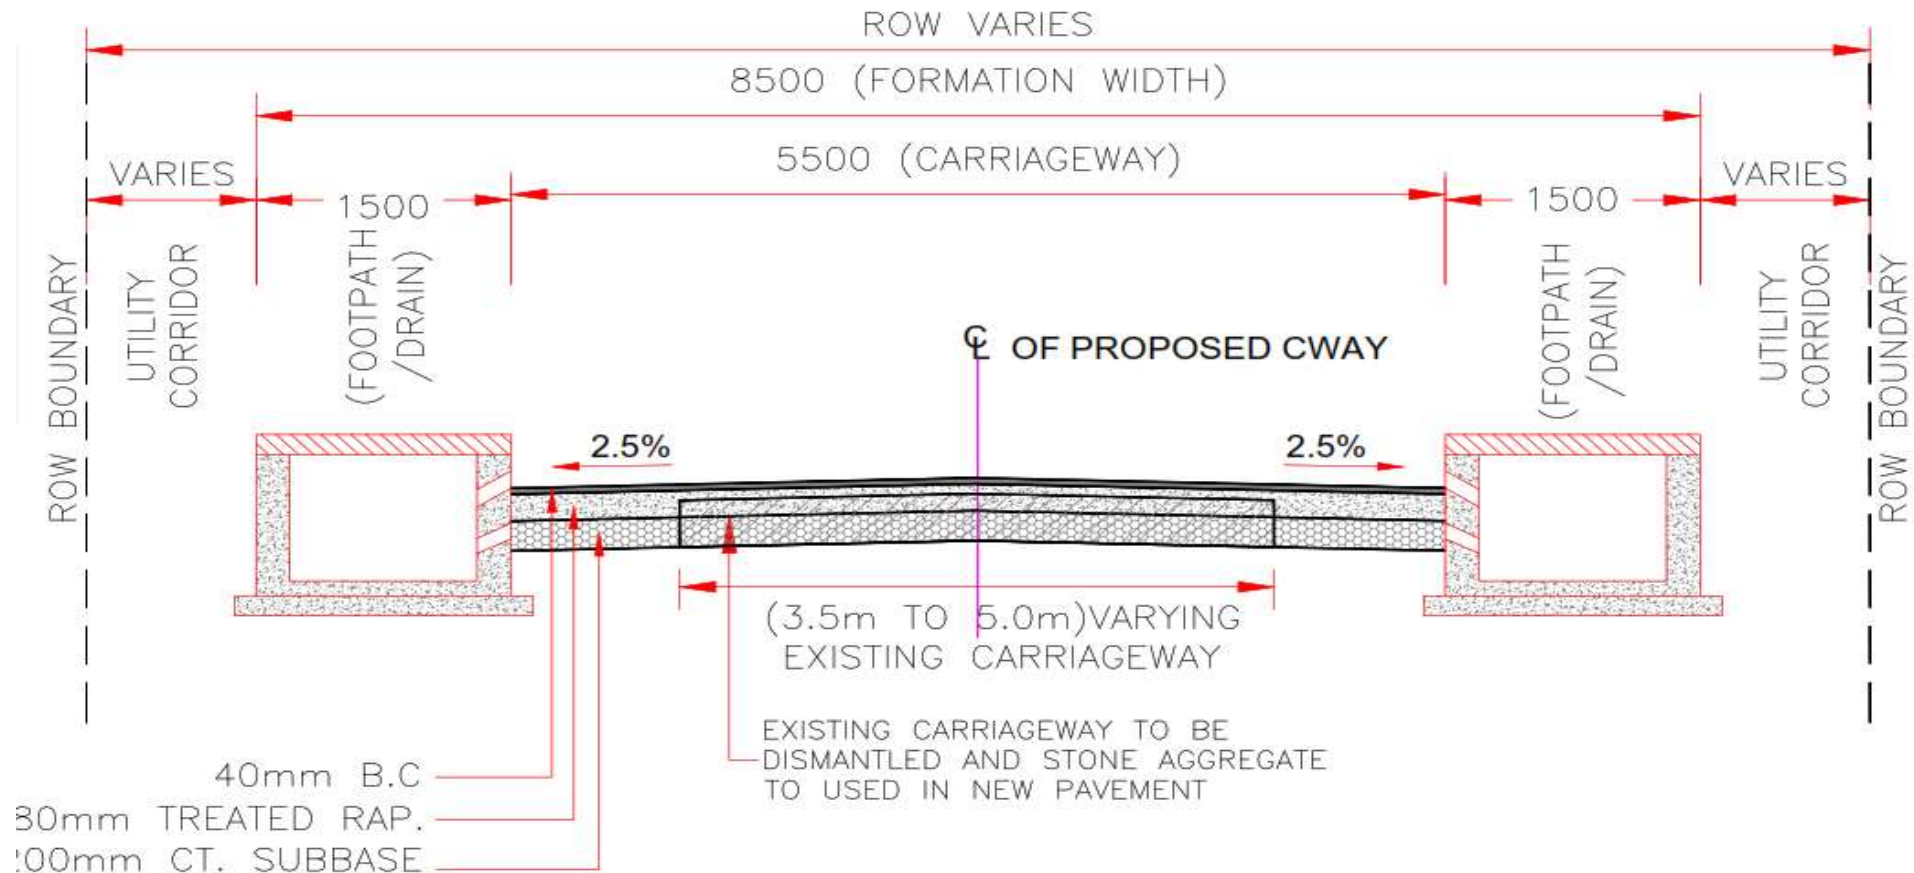 ROW VARIES
8500 (FORMATION WIDTH)
5500 (CARRIAGEWAY)
VARIES
1500
1500
VARIES
ROW BOUNDARY
UTILITY
CORRIDOR
(FOOTPATH
/DRAIN)
(FOOTPATH
/DRAIN)
UTILITY
CORRIDOR
ROW BOUNDARY
℄ OF PROPOSED CWAY
2.5%
2.5%
(3.5m TO 5.0m)VARYING
EXISTING CARRIAGEWAY
EXISTING CARRIAGEWAY TO BE
DISMANTLED AND STONE AGGREGATE
TO USED IN NEW PAVEMENT
40mm B.C
TREATED RAP.
CT. SUBBASE